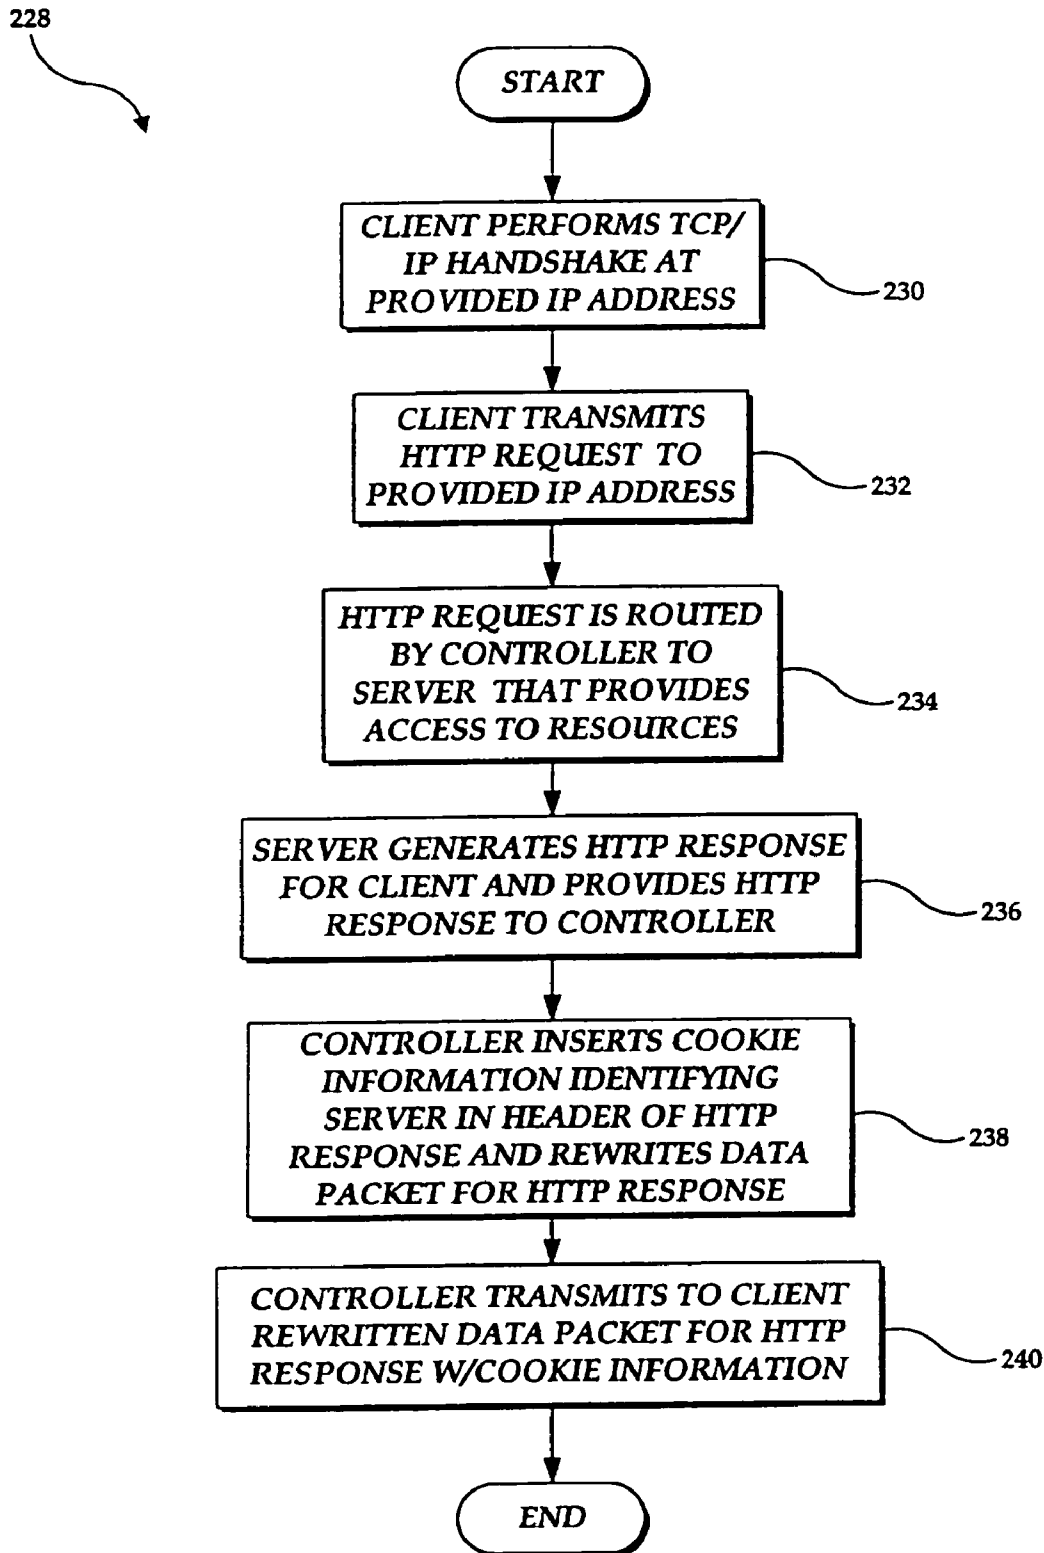 228
START
CLIENT PERFORMS TCP/
IP HANDSHAKE AT
PROVIDED IP ADDRESS
230
CLIENT TRANSMITS
HTTP REQUEST TO
PROVIDED IP ADDRESS
232
HTTP REQUEST IS ROUTED
BY CONTROLLER TO
SERVER THAT PROVIDES
ACCESS TO RESOURCES
234
SERVER GENERATES HTTP RESPONSE
FOR CLIENT AND PROVIDES HTTP
RESPONSE TO CONTROLLER
236
CONTROLLER INSERTS COOKIE
INFORMATION IDENTIFYING
SERVER IN HEADER OF HTTP
RESPONSE AND REWRITES DATA
PACKET FOR HTTP RESPONSE
238
CONTROLLER TRANSMITS TO CLIENT
REWRITTEN DATA PACKET FOR HTTP
RESPONSE W/COOKIE INFORMATION
240
END